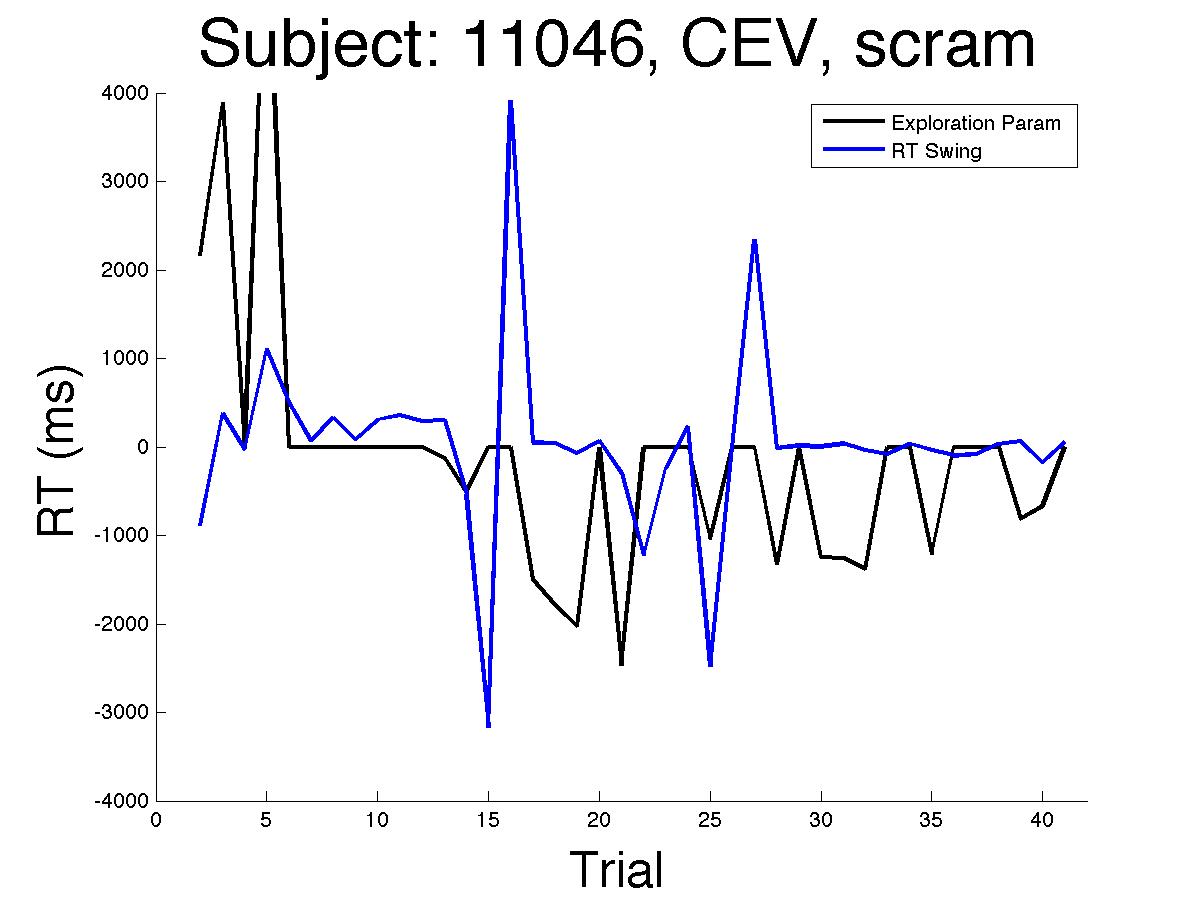 Subject: 11046, CEV, scram
Exploration Param
RT Swing
4000
3000
2000
1000
0
-1000
-2000
-3000
-4000
RT (ms)
0 5 10 15 20 25 30 35 40
Trial